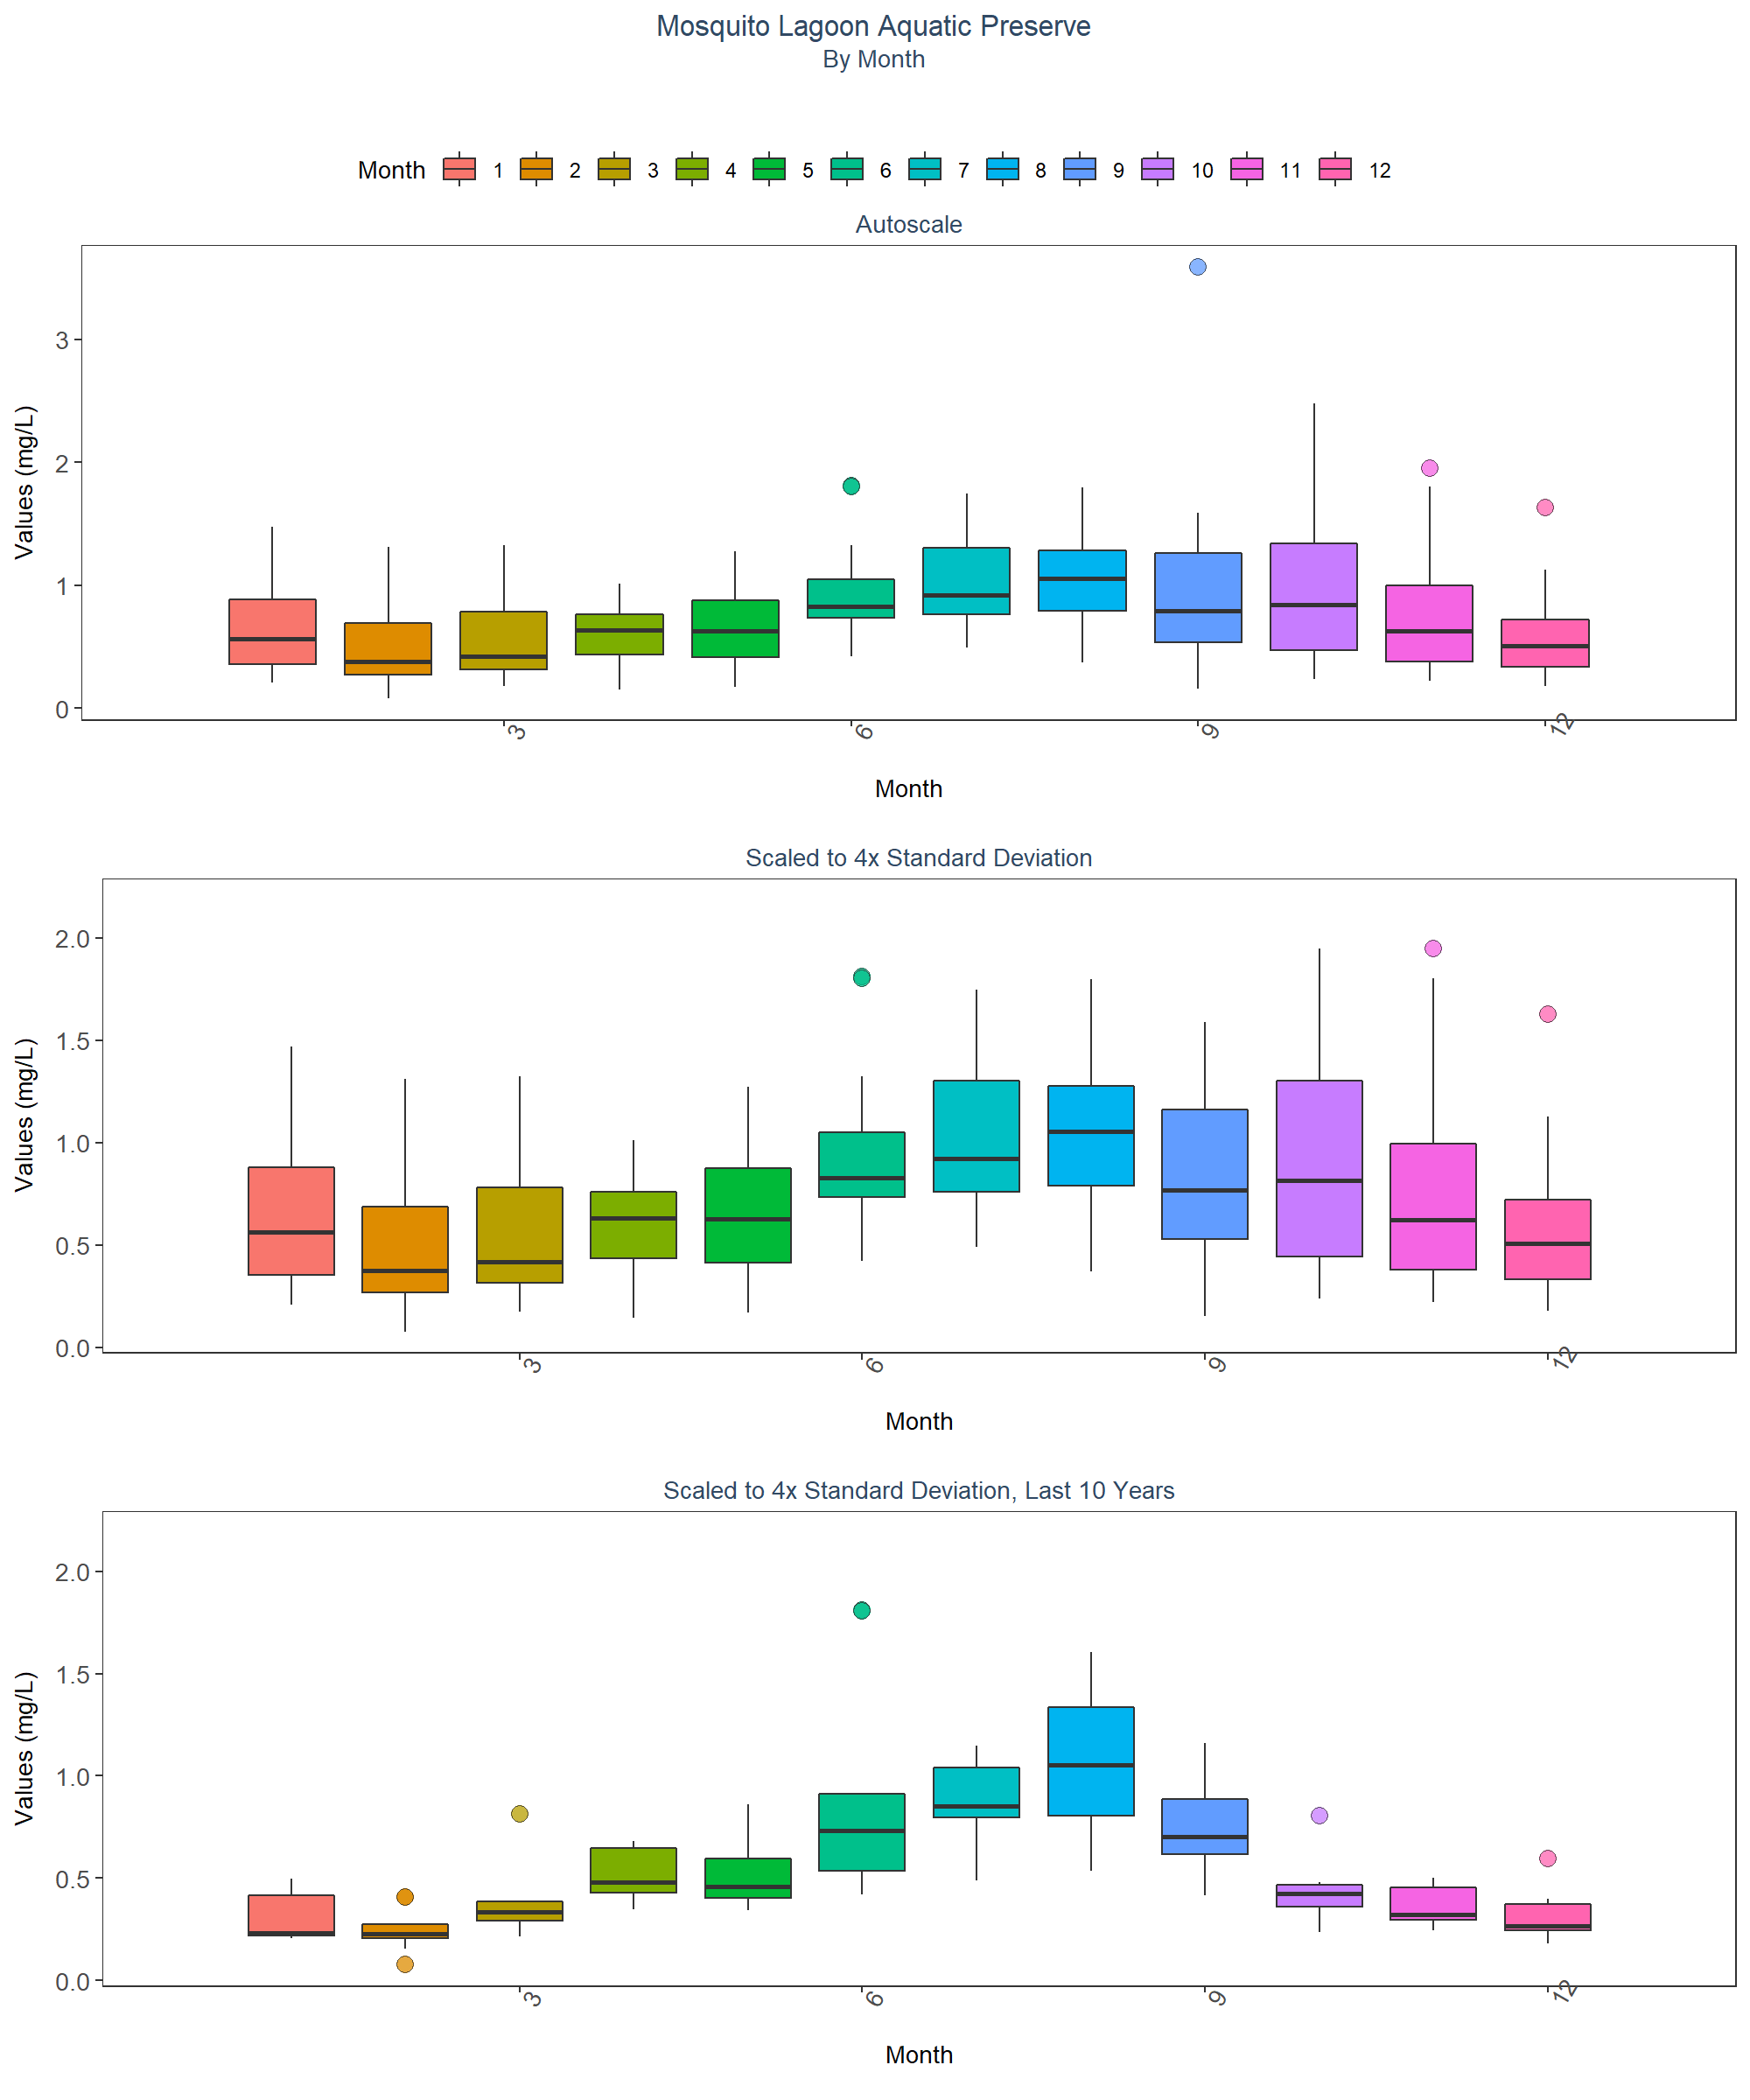 Mosquito Lagoon Aquatic Preserve
By Month
Month 1 2 3 4 5 6 7 8 9 10 11 12
Autoscale
Values (mg/L)
3
2
1
0
3 6 9 12
Month
Scaled to 4x Standard Deviation
Values (mg/L)
2.0
1.5
1.0
0.5
0.0
3 6 9 12
Month
Scaled to 4x Standard Deviation, Last 10 Years
Values (mg/L)
2.0
1.5
1.0
0.5
0.0
3 6 9 12
Month